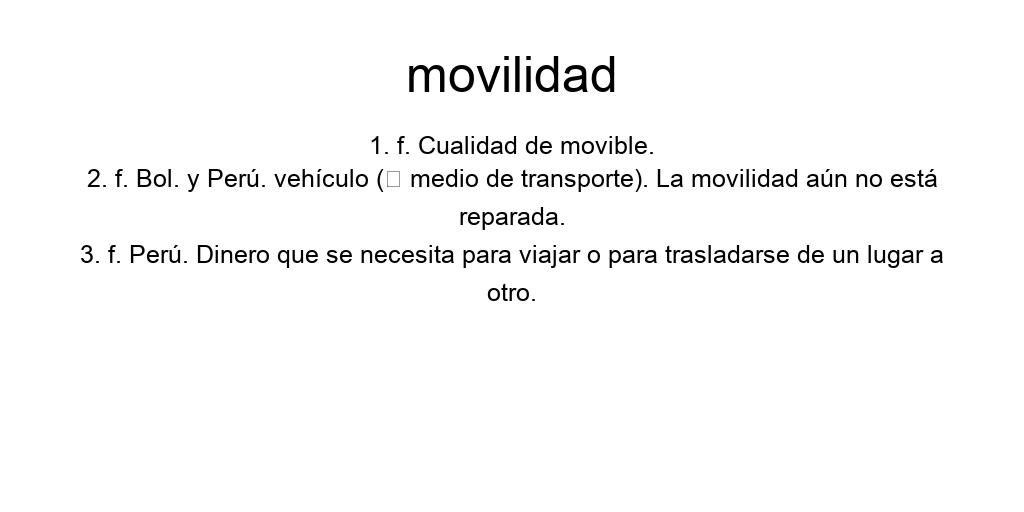 movilidad
1. f. Cualidad de movible.
2. f. Bol. y Perú. vehículo (□ medio de transporte). La movilidad aún no está
reparada.
3. f. Perú. Dinero que se necesita para viajar o para trasladarse de un lugar a
otro.